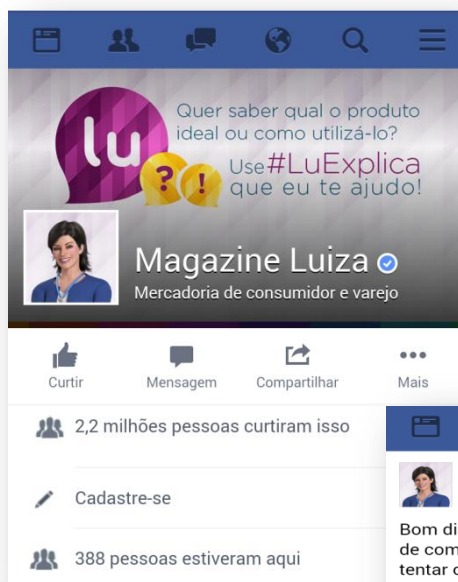 Quer saber qual o produto
ideal ou como utilizá-lo?
Use #LuExplica
que eu te ajudo!
lu
? !
Magazine Luiza
Mercadoria de consumidor e varejo
Curtir Mensagem Compartilhar Mais
2,2 milhões pessoas curtiram isso
Cadastre-se
388 pessoas estiveram aqui
Bom di
de com
tentar